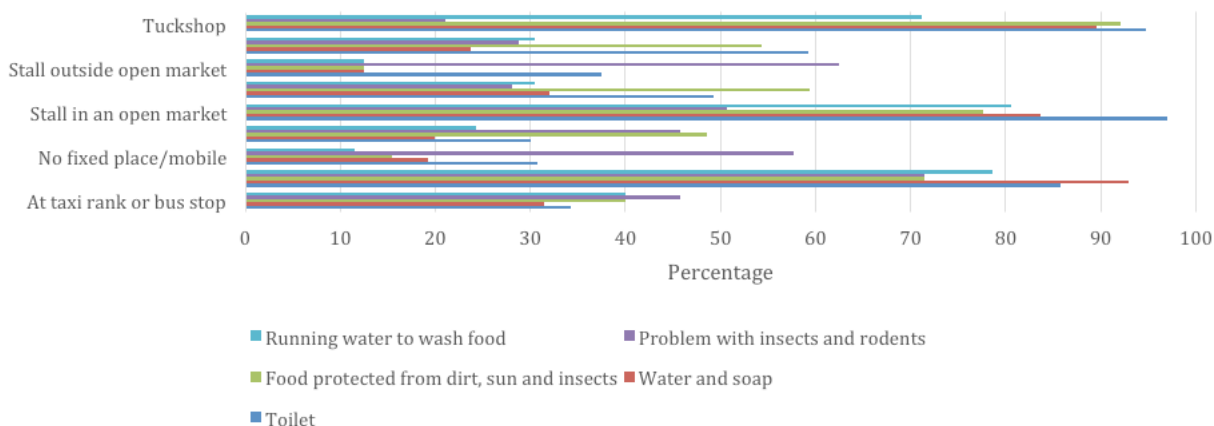 Tuckshop
Stall outside open market
Stall in an open market
No fixed place/mobile
At taxi rank or bus stop
0 10 20 30 40 50 60 70 80 90 100
Percentage
Running water to wash food Problem with insects and rodents
Food protected from dirt, sun and insects Water and soap
Toilet